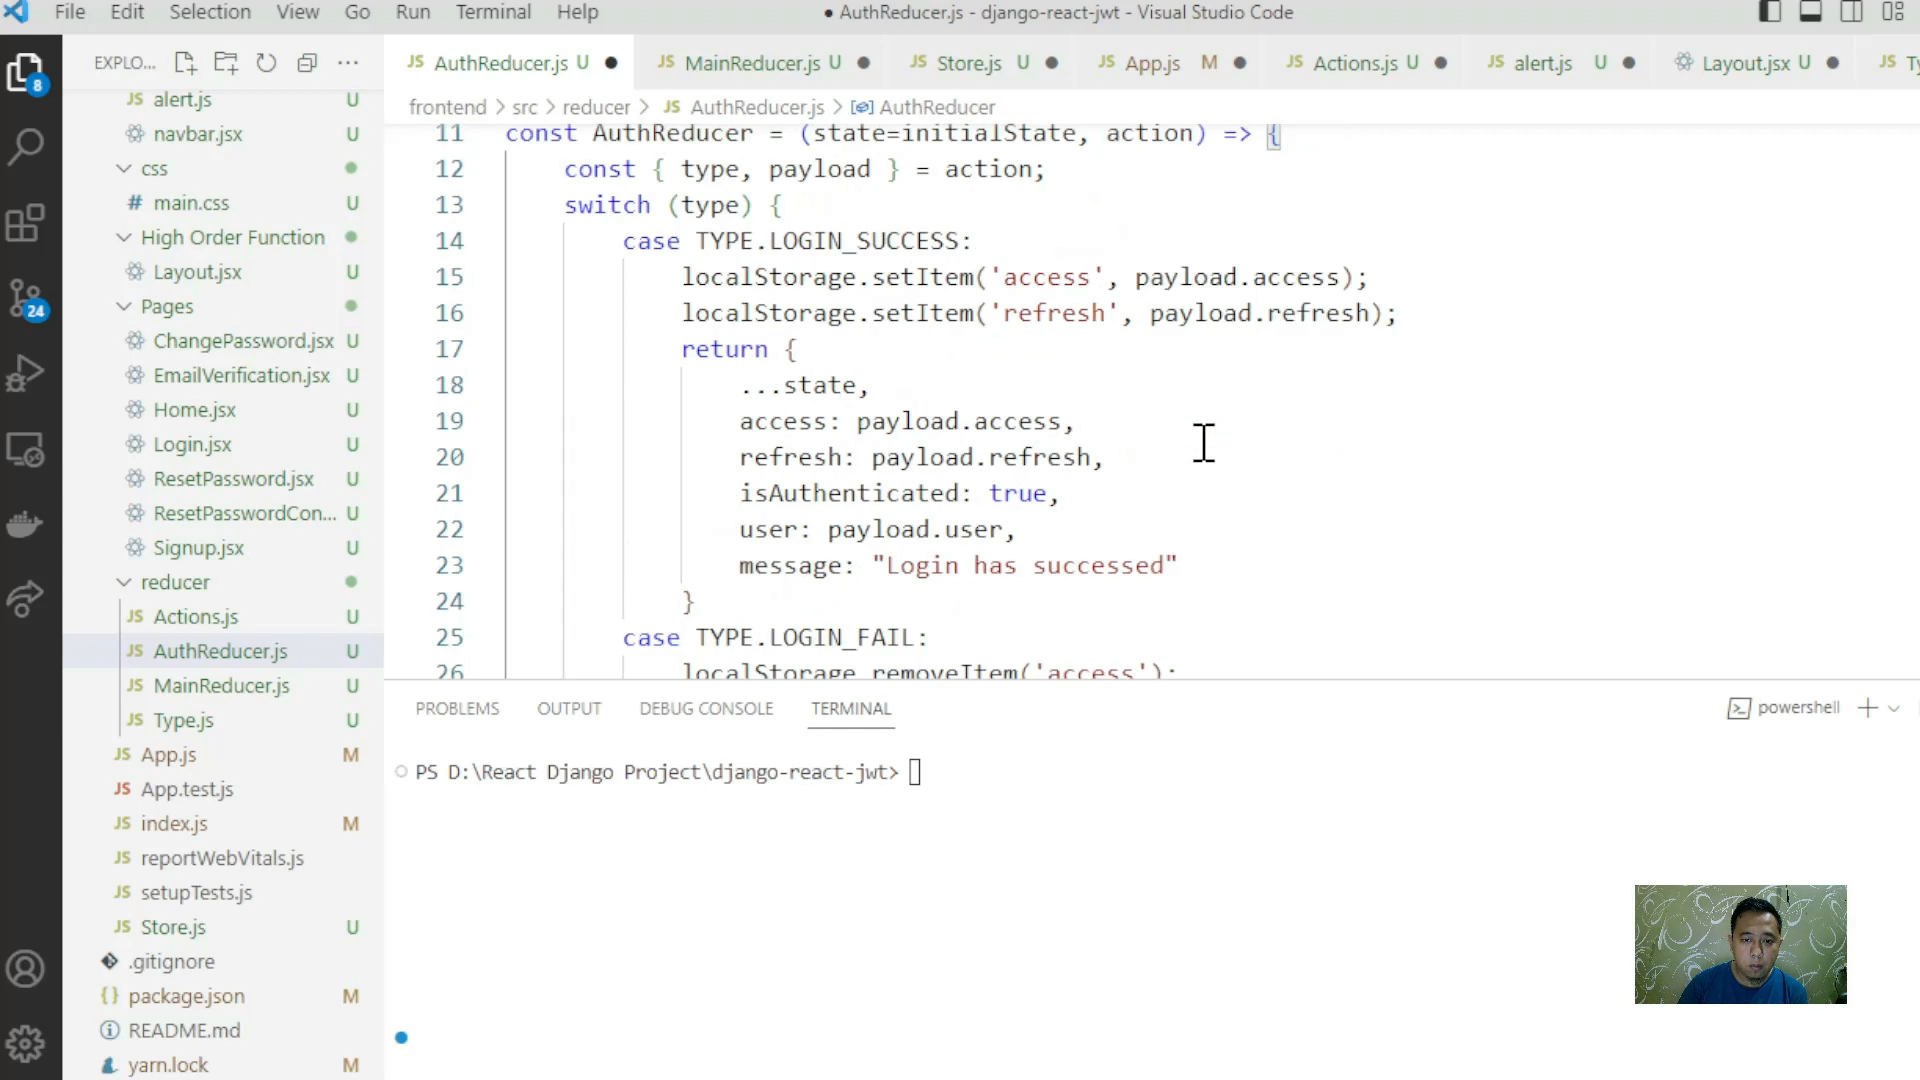 File Edit Selection View Go Run Terminal Help
● AuthReducer.js - django-react-jwt - Visual Studio Code
EXPLO...
JS AuthReducer.js U ●
JS MainReducer.js U ●
JS Store.js U ●
JS App.js M ●
JS Actions.js U ●
JS alert.js U ●
Layout.jsx U ●
JS
frontend > src > reducer > JS AuthReducer.js > AuthReducer
8
24
JS alert.js U
navbar.jsx U
css
# main.css U
High Order Function
Layout.jsx U
Pages
ChangePassword.jsx U
EmailVerification.jsx U
Home.jsx U
Login.jsx U
ResetPassword.jsx U
ResetPasswordCon... U
Signup.jsx U
reducer
JS Actions.js U
JS AuthReducer.js U
JS MainReducer.js U
JS Type.js U
JS App.js M
JS App.test.js
JS index.js M
JS reportWebVitals.js
JS setupTests.js
JS Store.js U
.gitignore
{} package.json M
README.md
yarn.lock M
11 const AuthReducer = (state=initialState, action) => {
12 const { type, payload } = action;
13 switch (type) {
14 case TYPE.LOGIN_SUCCESS:
15 localStorage.setItem('access', payload.access);
16 localStorage.setItem('refresh', payload.refresh);
17 return {
18 ...state,
19 access: payload.access,
20 refresh: payload.refresh,
21 isAuthenticated: true,
22 user: payload.user,
23 message: "Login has successed"
24 }
25 case TYPE.LOGIN_FAIL:
26 localStorage.removeItem('access');
PROBLEMS OUTPUT DEBUG CONSOLE TERMINAL
powershell
PS D:\React Django Project\django-react-jwt>